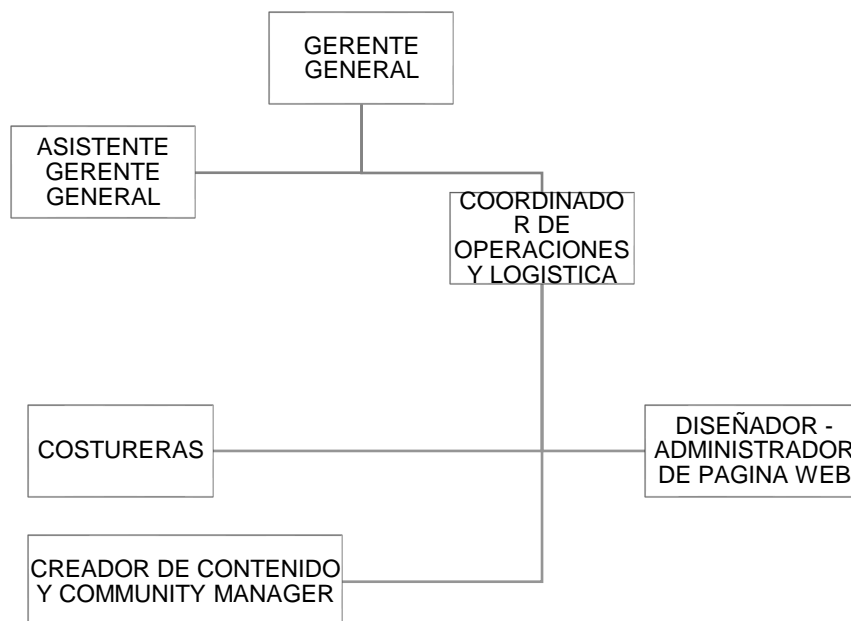 GERENTE
GENERAL
ASISTENTE
GERENTE
GENERAL
COORDINADO
R DE
OPERACIONES
Y LOGISTICA
COSTURERAS
DISEÑADOR -
ADMINISTRADOR
DE PAGINA WEB
CREADOR DE CONTENIDO
Y COMMUNITY MANAGER